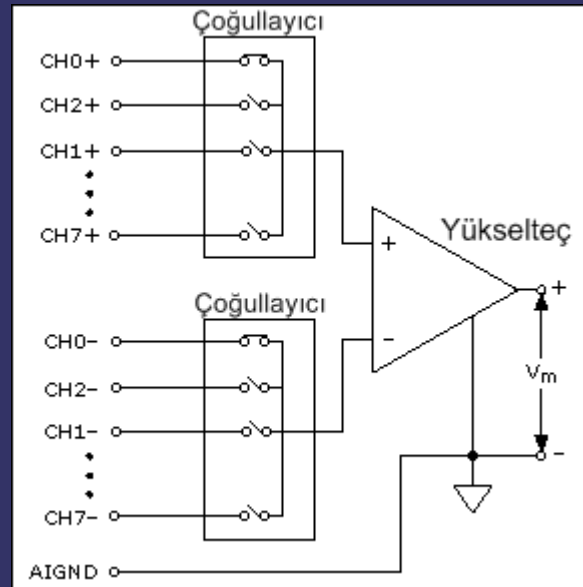 Çoğullayıcı
CH0+
CH2+
CH1+
CH7+
Yükselteç
+
-
+
Vm
-
Çoğullayıcı
CH0-
CH2-
CH1-
CH7-
AIGND